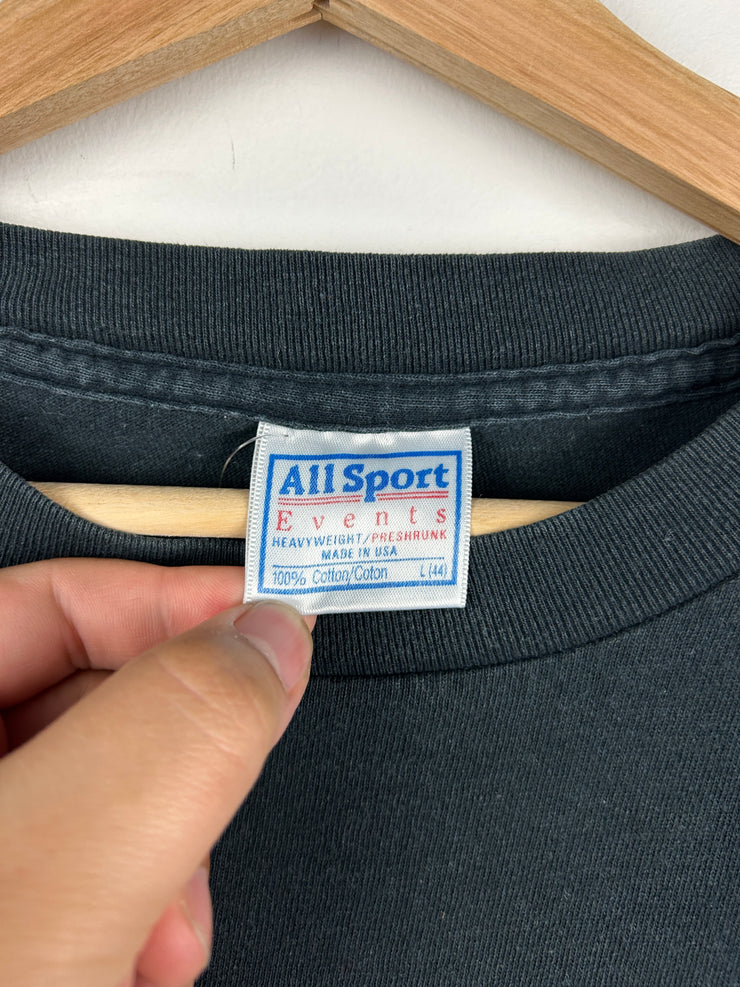 All Sport
Events
HEAVYWEIGHT/PRESHRUNK
MADE IN USA
100% Cotton/Coton L (44)